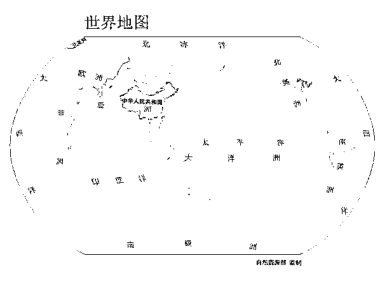 世界地图
北冰洋
欧洲
亚
洲
中华人民共和国
北
美
洲
大
西
洋
非
洲
太平洋
大洋洲
印度洋
南
美
洲
大
西
洋
南极洲
自然资源部 监制